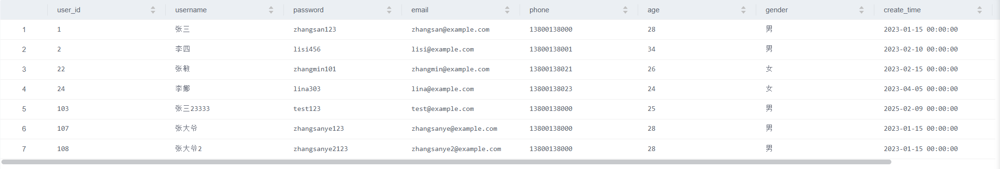 user_id username password email phone age gender create_time
1 1 张三 zhangsan123 zhangsan@example.com 13800138000 28 男 2023-01-15 00:00:00
2 2 李四 lisi456 lisi@example.com 13800138001 34 男 2023-02-10 00:00:00
3 22 张敏 zhangmin101 zhangmin@example.com 13800138021 26 女 2023-02-15 00:00:00
4 24 李娜 lina303 lina@example.com 13800138023 24 女 2023-04-05 00:00:00
5 103 张三23333 test123 test@example.com 13800138000 25 男 2025-02-09 00:00:00
6 107 张大爷 zhangsanye123 zhangsanye@example.com 13800138000 28 男 2023-01-15 00:00:00
7 108 张大爷2 zhangsanye2123 zhangsanye2@example.com 13800138000 28 男 2023-01-15 00:00:00